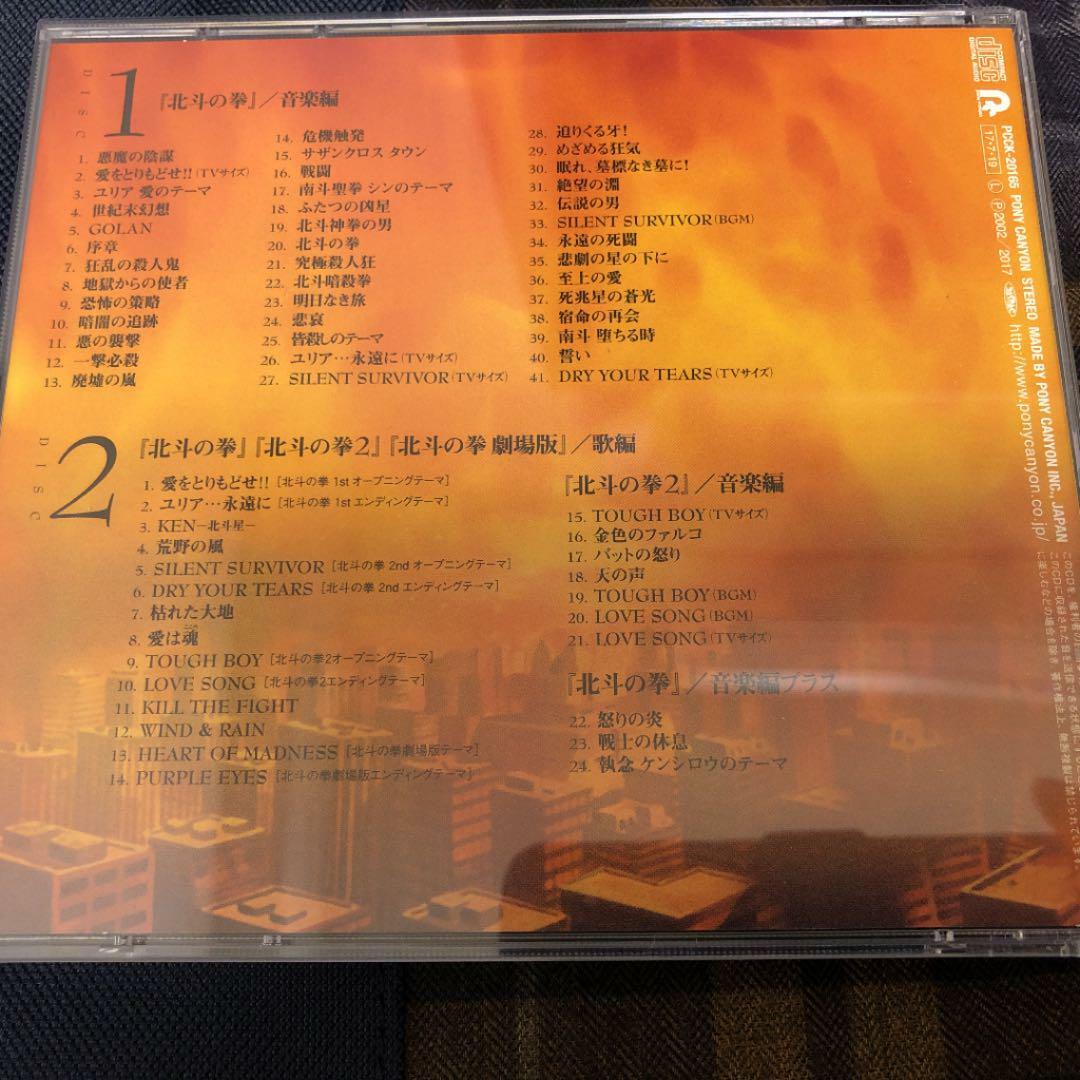 DISC 1 『北斗の拳』／音楽編
1. 悪魔の陰謀
2. 愛をとりもどせ!!(TVサイズ)
3. ユリア 愛のテーマ
4. 世紀末幻想
5. GOLAN
6. 序章
7. 狂乱の殺人鬼
8. 地獄からの使者
9. 恐怖の策略
10. 暗闇の追跡
11. 悪の襲撃
12. 一撃必殺
13. 廃墟の嵐
14. 危機触発
15. サザンクロス タウン
16. 戦闘
17. 南斗聖拳 シンのテーマ
18. ふたつの凶星
19. 北斗神拳の男
20. 北斗の拳
21. 究極殺人狂
22. 北斗暗殺拳
23. 明日なき旅
24. 悲哀
25. 皆殺しのテーマ
26. ユリア…永遠に(TVサイズ)
27. SILENT SURVIVOR(TVサイズ)
28. 迫りくる牙!
29. めざめる狂気
30. 眠れ、墓標なき墓に!
31. 絶望の淵
32. 伝説の男
33. SILENT SURVIVOR(BGM)
34. 永遠の死闘
35. 悲劇の星の下に
36. 至上の愛
37. 死兆星の蒼光
38. 宿命の再会
39. 南斗 堕ちる時
40. 誓い
41. DRY YOUR TEARS(TVサイズ)
DISC 2 『北斗の拳』『北斗の拳2』『北斗の拳 劇場版』／歌編
1. 愛をとりもどせ!! [北斗の拳 1st オープニングテーマ]
2. ユリア…永遠に [北斗の拳 1st エンディングテーマ]
3. KEN－北斗星－
4. 荒野の風
5. SILENT SURVIVOR [北斗の拳 2nd オープニングテーマ]
6. DRY YOUR TEARS [北斗の拳 2nd エンディングテーマ]
7. 枯れた大地
8. 愛は魂
9. TOUGH BOY [北斗の拳2オープニングテーマ]
10. LOVE SONG [北斗の拳2エンディングテーマ]
11. KILL THE FIGHT
12. WIND & RAIN
13. HEART OF MADNESS [北斗の拳劇場版テーマ]
14. PURPLE EYES [北斗の拳劇場版エンディングテーマ]
『北斗の拳2』／音楽編
15. TOUGH BOY(TVサイズ)
16. 金色のファルコ
17. バットの怒り
18. 天の声
19. TOUGH BOY(BGM)
20. LOVE SONG(BGM)
21. LOVE SONG(TVサイズ)
『北斗の拳』／音楽編プラス
22. 怒りの炎
23. 戦士の休息
24. 執念 ケンシロウのテーマ
COMPACT disc DIGITAL AUDIO
PCCK-20165 PONY CANYON STEREO MADE BY PONY CANYON INC., JAPAN
17・7・19 Ⓛ Ⓟ2002／2017 http://www.ponycanyon.co.jp/